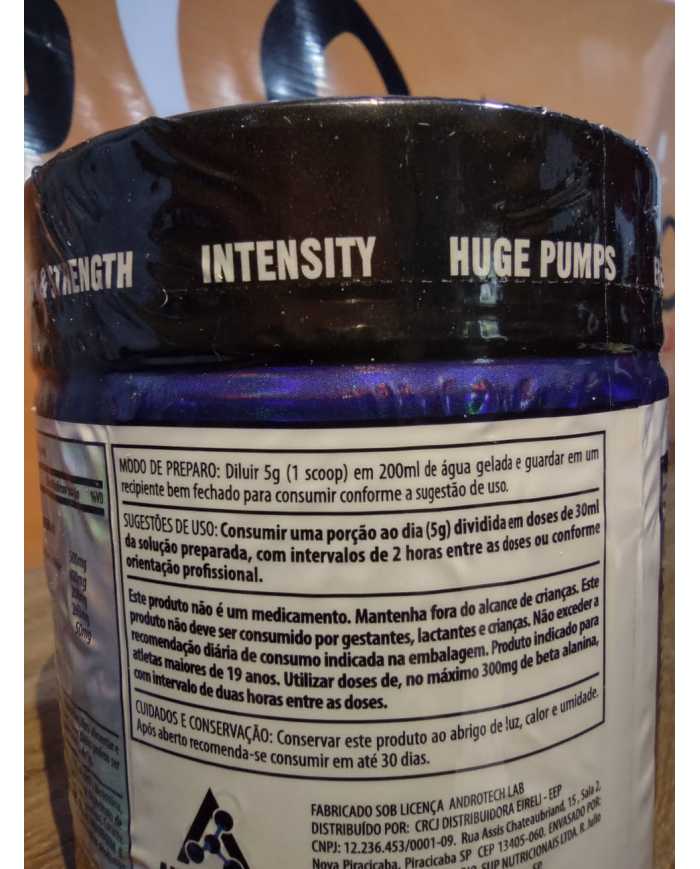 STRENGTH INTENSITY HUGE PUMPS
%VD
500mg
50mg
MODO DE PREPARO: Diluir 5g (1 scoop) em 200ml de água gelada e guardar em um
recipiente bem fechado para consumir conforme a sugestão de uso.
SUGESTÕES DE USO: Consumir uma porção ao dia (5g) dividida em doses de 30ml
da solução preparada, com intervalos de 2 horas entre as doses ou conforme
orientação profissional.
Este produto não é um medicamento. Mantenha fora do alcance de crianças. Este
produto não deve ser consumido por gestantes, lactantes e crianças. Não exceder a
recomendação diária de consumo indicada na embalagem. Produto indicado para
atletas maiores de 19 anos. Utilizar doses de, no máximo 300mg de beta alanina,
com intervalo de duas horas entre as doses.
CUIDADOS E CONSERVAÇÃO: Conservar este produto ao abrigo de luz, calor e umidade.
Após aberto recomenda-se consumir em até 30 dias.
FABRICADO SOB LICENÇA ANDROTECH LAB
DISTRIBUÍDO POR: CRCJ DISTRIBUIDORA EIRELI - EEP
CNPJ: 12.236.453/0001-09. Rua Assis Chateaubriand, 15, Sala 2,
Nova Piracicaba, Piracicaba SP CEP 13405-060. ENVASADO POR:
SUP NUTRICIONAIS LTDA. R. Julio
SP